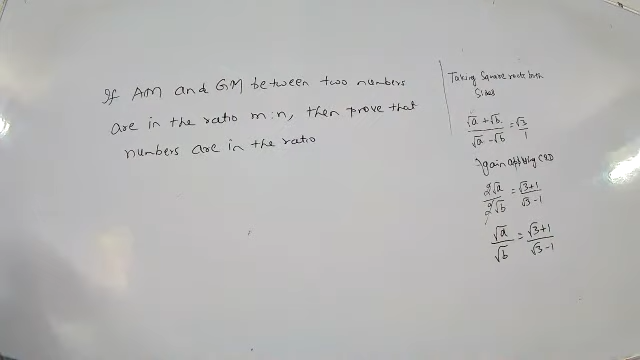 If AM and GM between two numbers
are in the ratio m:n, then prove that
numbers are in the ratio
Taking Square root both
Sides
√a + √b / √a - √b = √3 / 1
Again applying C&D
2√a / 2√b = √3+1 / √3-1
√a / √b = √3+1 / √3-1